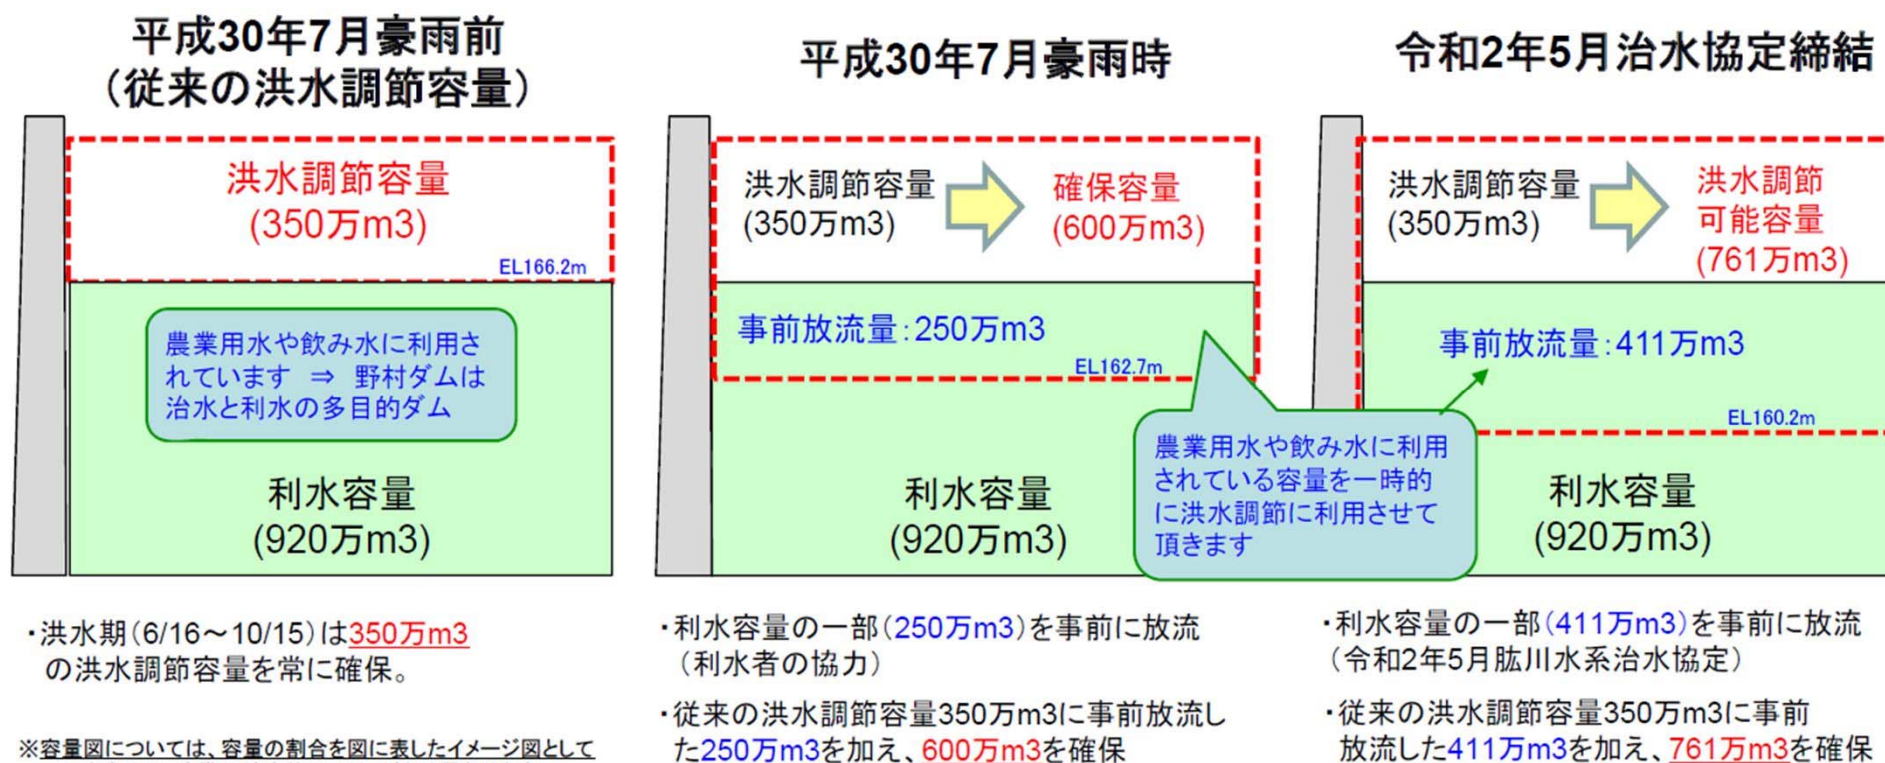 平成30年7月豪雨前
（従来の洪水調節容量）
洪水調節容量
(350万m3)
EL166.2m
農業用水や飲み水に利用さ
れています ⇒ 野村ダムは
治水と利水の多目的ダム
利水容量
(920万m3)
・洪水期(6/16～10/15)は350万m3
の洪水調節容量を常に確保。
※容量図については、容量の割合を図に表したイメージ図として
平成30年7月豪雨時
洪水調節容量
(350万m3)
確保容量
(600万m3)
事前放流量：250万m3
EL162.7m
農業用水や飲み水に利用
されている容量を一時的
に洪水調節に利用させて
頂きます
利水容量
(920万m3)
・利水容量の一部（250万m3）を事前に放流
（利水者の協力）
・従来の洪水調節容量350万m3に事前放流し
た250万m3を加え、600万m3を確保
令和2年5月治水協定締結
洪水調節容量
(350万m3)
洪水調節
可能容量
(761万m3)
事前放流量：411万m3
EL160.2m
利水容量
(920万m3)
・利水容量の一部（411万m3）を事前に放流
（令和2年5月肱川水系治水協定）
・従来の洪水調節容量350万m3に事前
放流した411万m3を加え、761万m3を確保